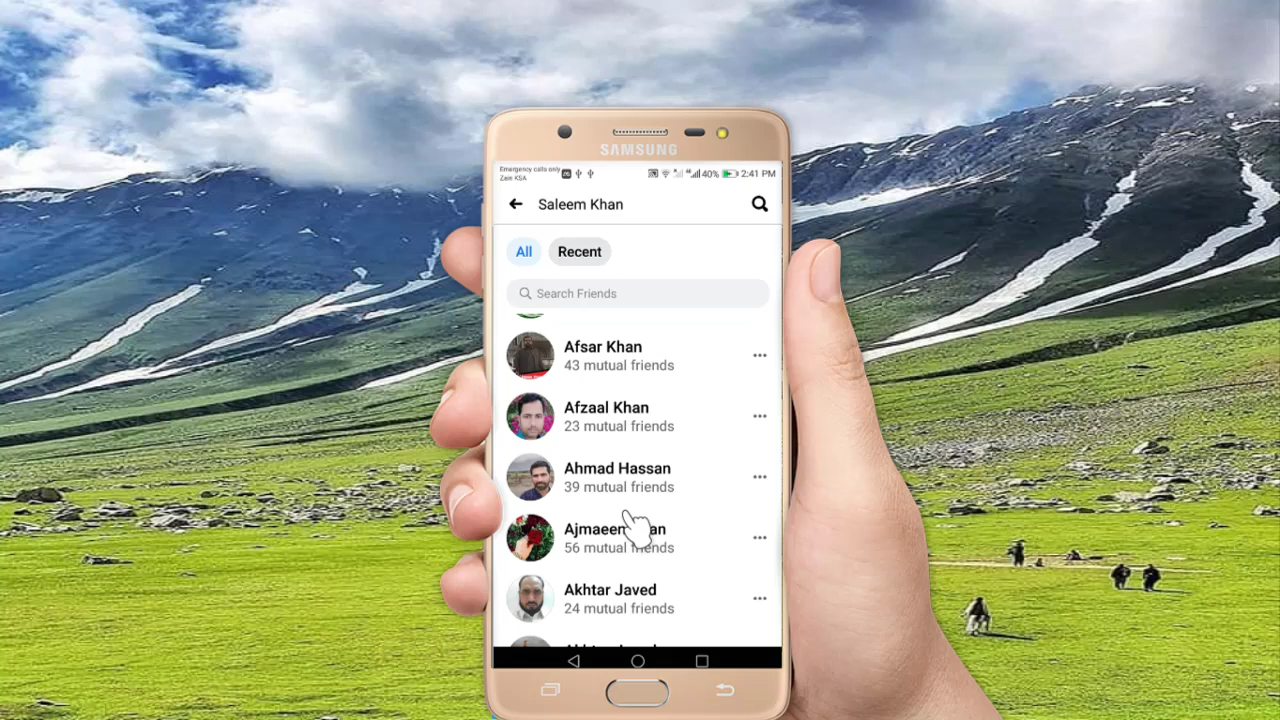 SAMSUNG
Emergency calls only
Zain KSA
40% 2:41 PM
Saleem Khan
All Recent
Search Friends
Afsar Khan
43 mutual friends
Afzaal Khan
23 mutual friends
Ahmad Hassan
39 mutual friends
56 mutual
Akhtar Javed
24 mutual friends